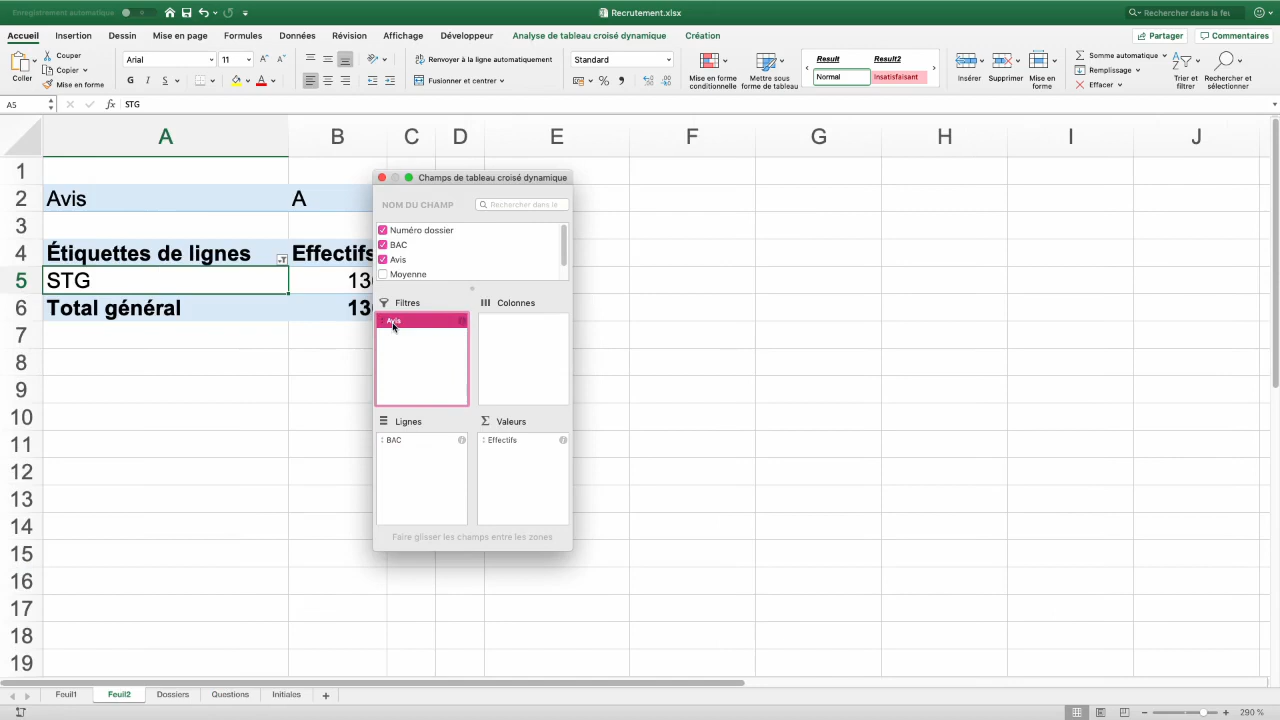 Enregistrement automatique
Recrutement.xlsx
Rechercher dans la feu
Accueil Insertion Dessin Mise en page Formules Données Révision Affichage Développeur Analyse de tableau croisé dynamique Création
Partager Commentaires
Coller
Couper
Copier
Mise en forme
Arial 11
G I S
Renvoyer à la ligne automatiquement
Fusionner et centrer
Standard
Mise en forme conditionnelle
Mettre sous forme de tableau
Result Result2
Normal Insatisfaisant
Insérer Supprimer Mise en forme
Somme automatique
Remplissage
Effacer
Trier et filtrer
Rechercher et sélectionner
A5 fx STG
A B C D E F G H I J
1
2 Avis A
3
4 Étiquettes de lignes Effectifs
5 STG 13
6 Total général 13
7
8
9
10
11
12
13
14
15
16
17
18
19
Champs de tableau croisé dynamique
NOM DU CHAMP Rechercher dans le
Numéro dossier
BAC
Avis
Moyenne
Filtres Colonnes
Avis
Lignes Valeurs
BAC Effectifs
Faire glisser les champs entre les zones
Feuil1 Feuil2 Dossiers Questions Initiales +
290 %